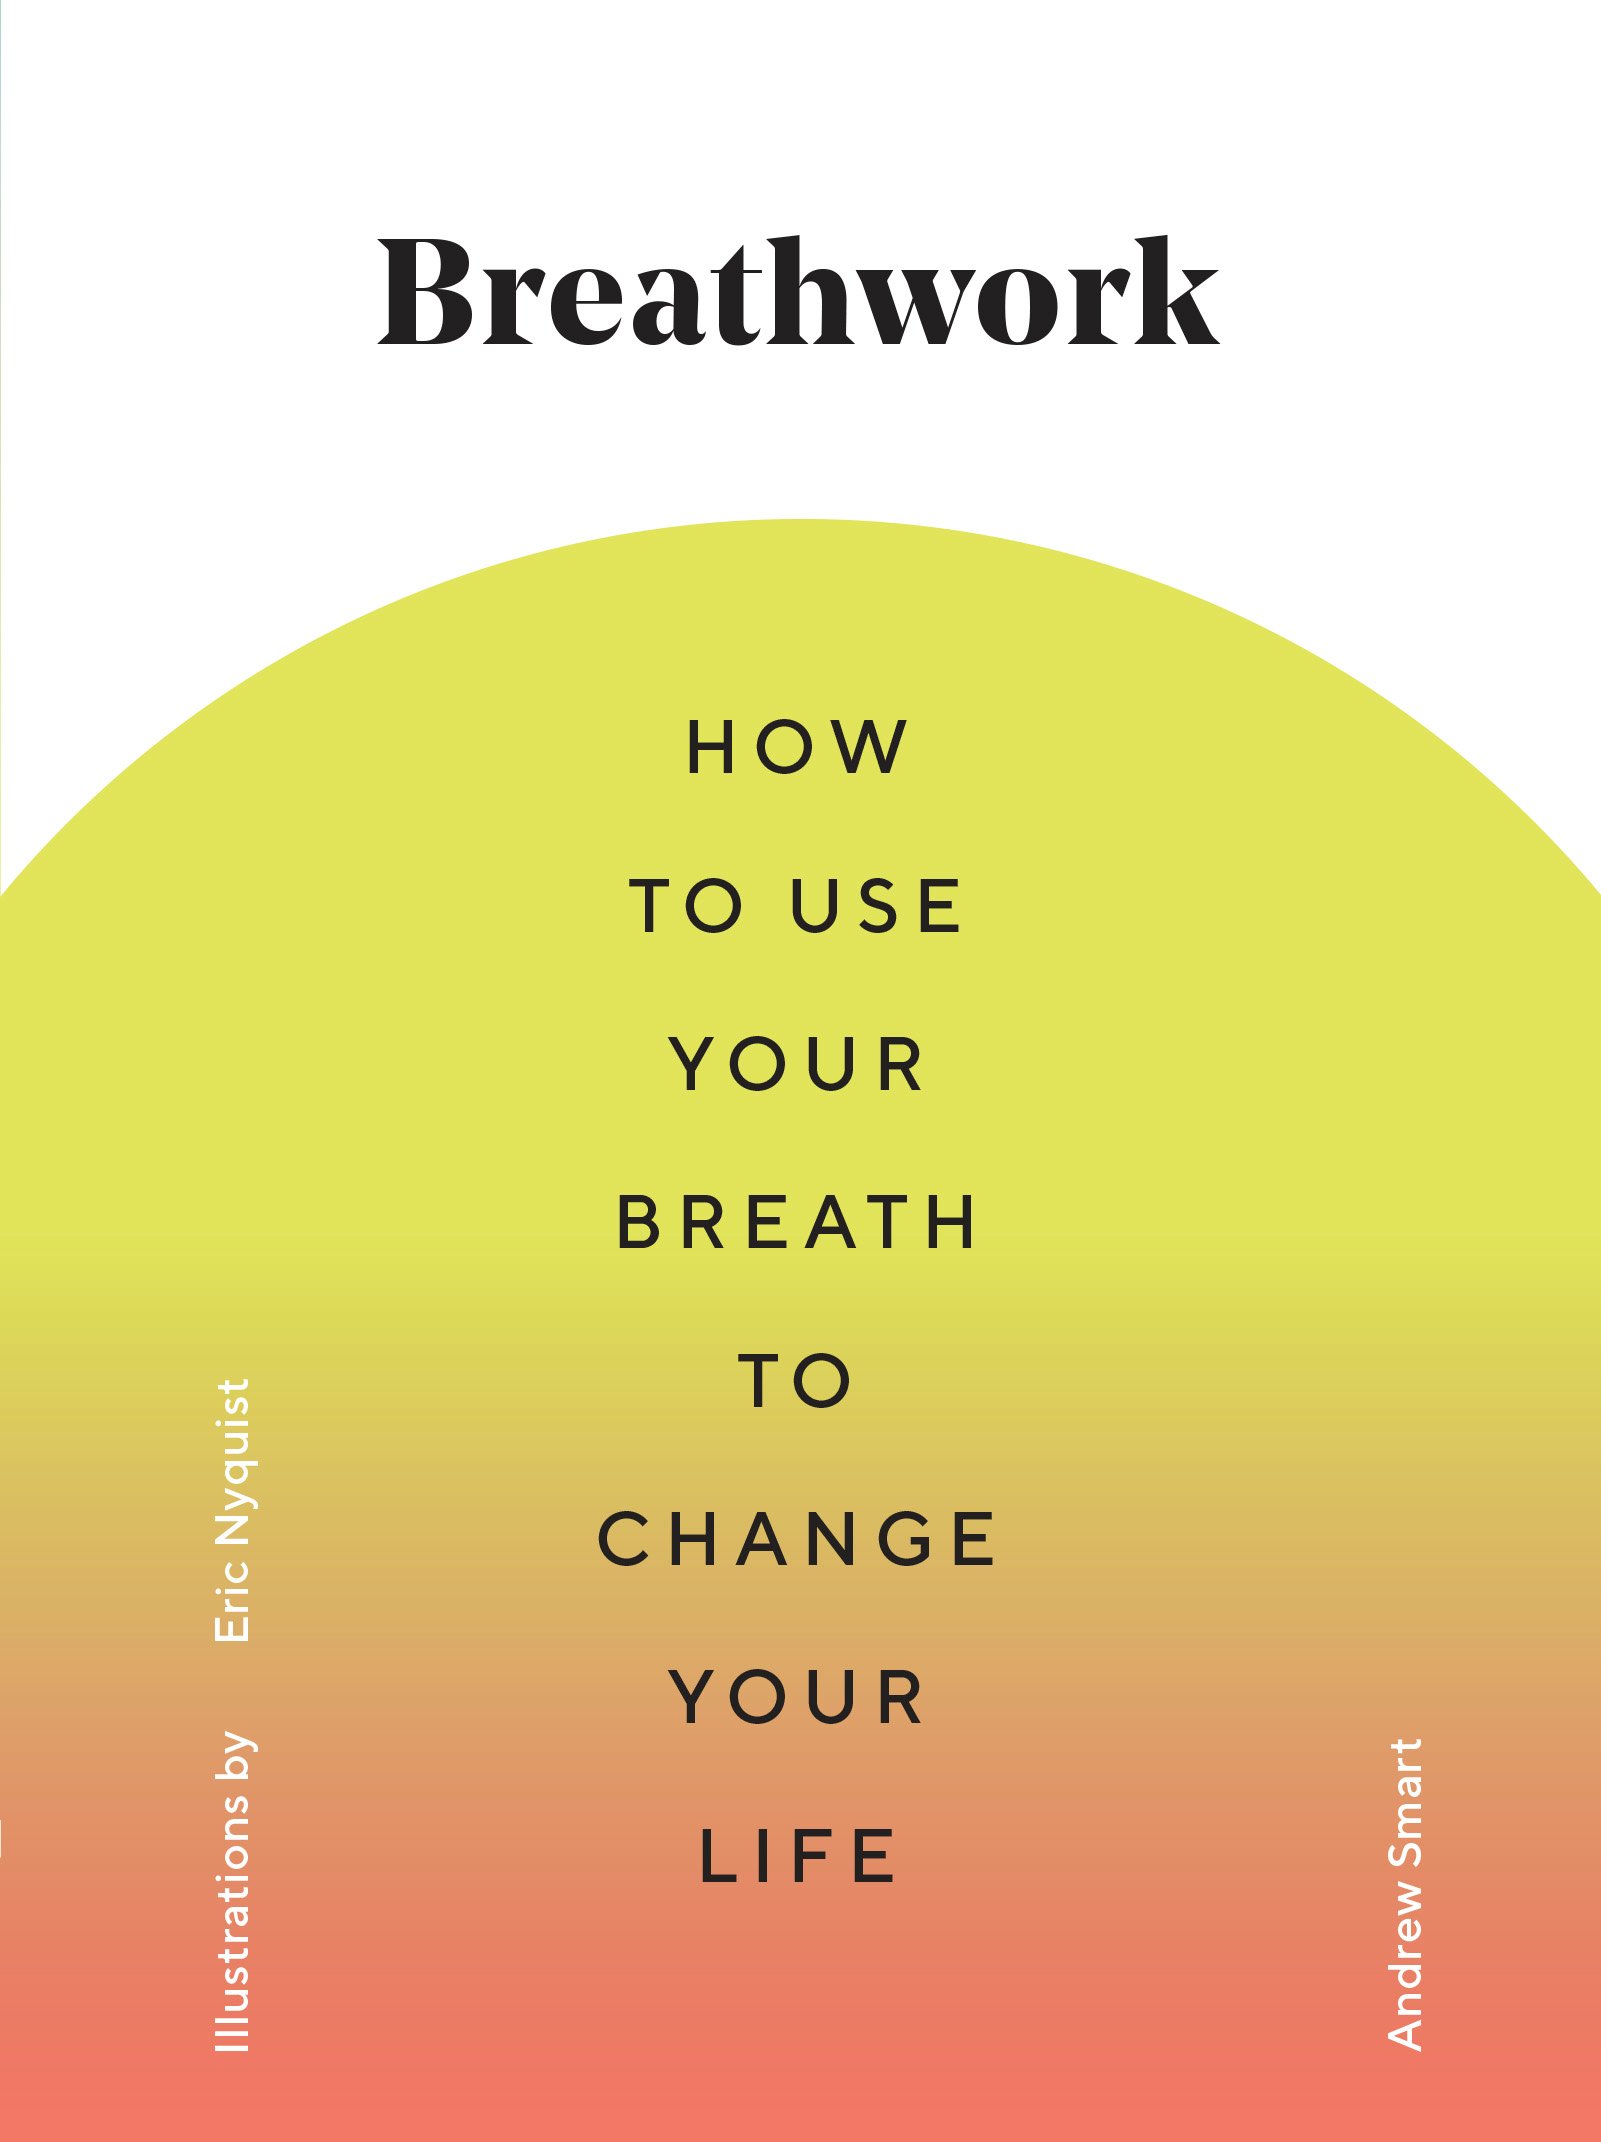 Breathwork
HOW
TO USE
YOUR
BREATH
TO
CHANGE
YOUR
LIFE
Illustrations by Eric Nyquist
Andrew Smart